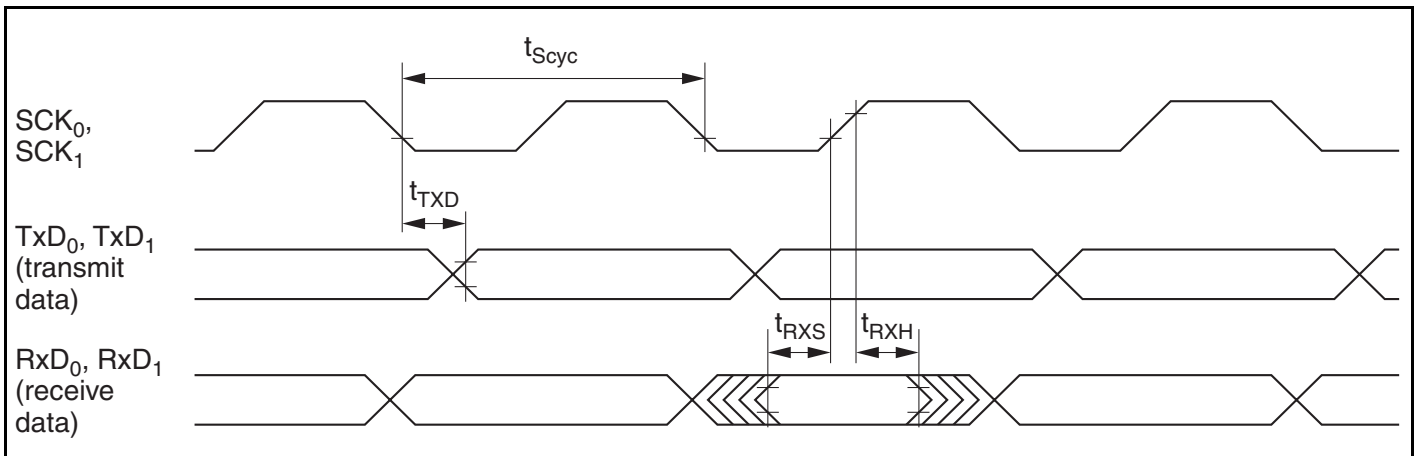 tScyc
SCK0,
SCK1
tTXD
TxD0, TxD1
(transmit
data)
tRXS
tRXH
RxD0, RxD1
(receive
data)